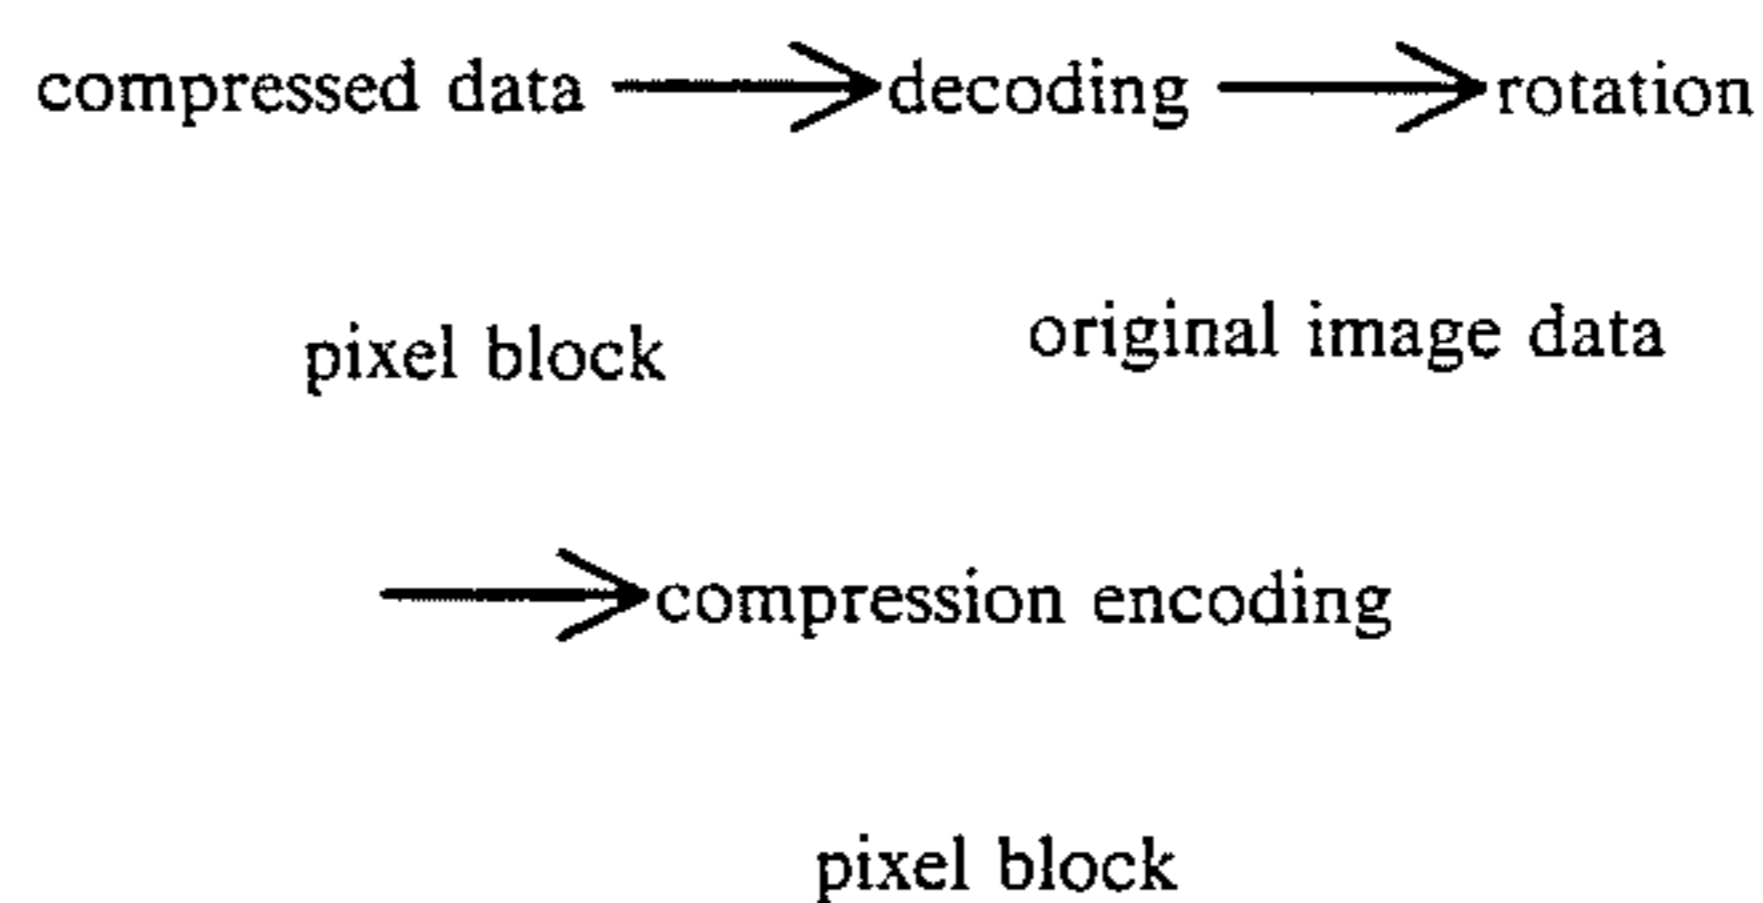 compressed data → decoding → rotation
pixel block original image data
→ compression encoding
pixel block